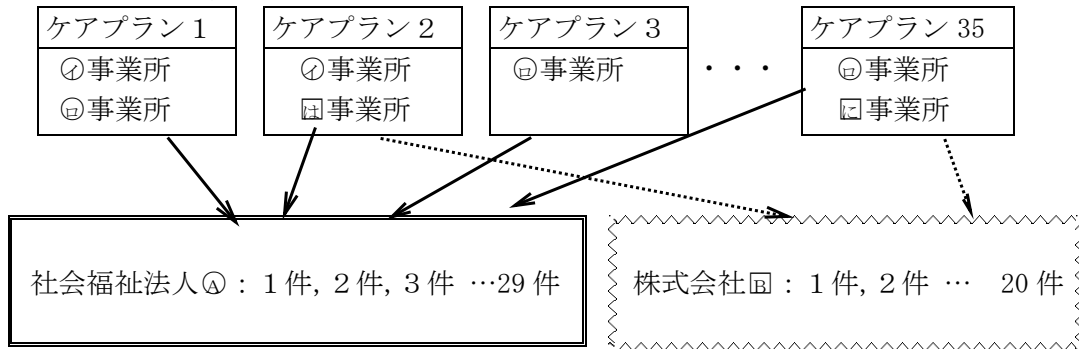 ケアプラン１
㋑事業所
㋺事業所
ケアプラン２
㋑事業所
🄷は事業所
ケアプラン３
㋺事業所
・・・
ケアプラン 35
㋺事業所
に事業所
社会福祉法人Ⓐ：１件, ２件, ３件 …29 件
株式会社🄱：１件, ２件 … 20 件